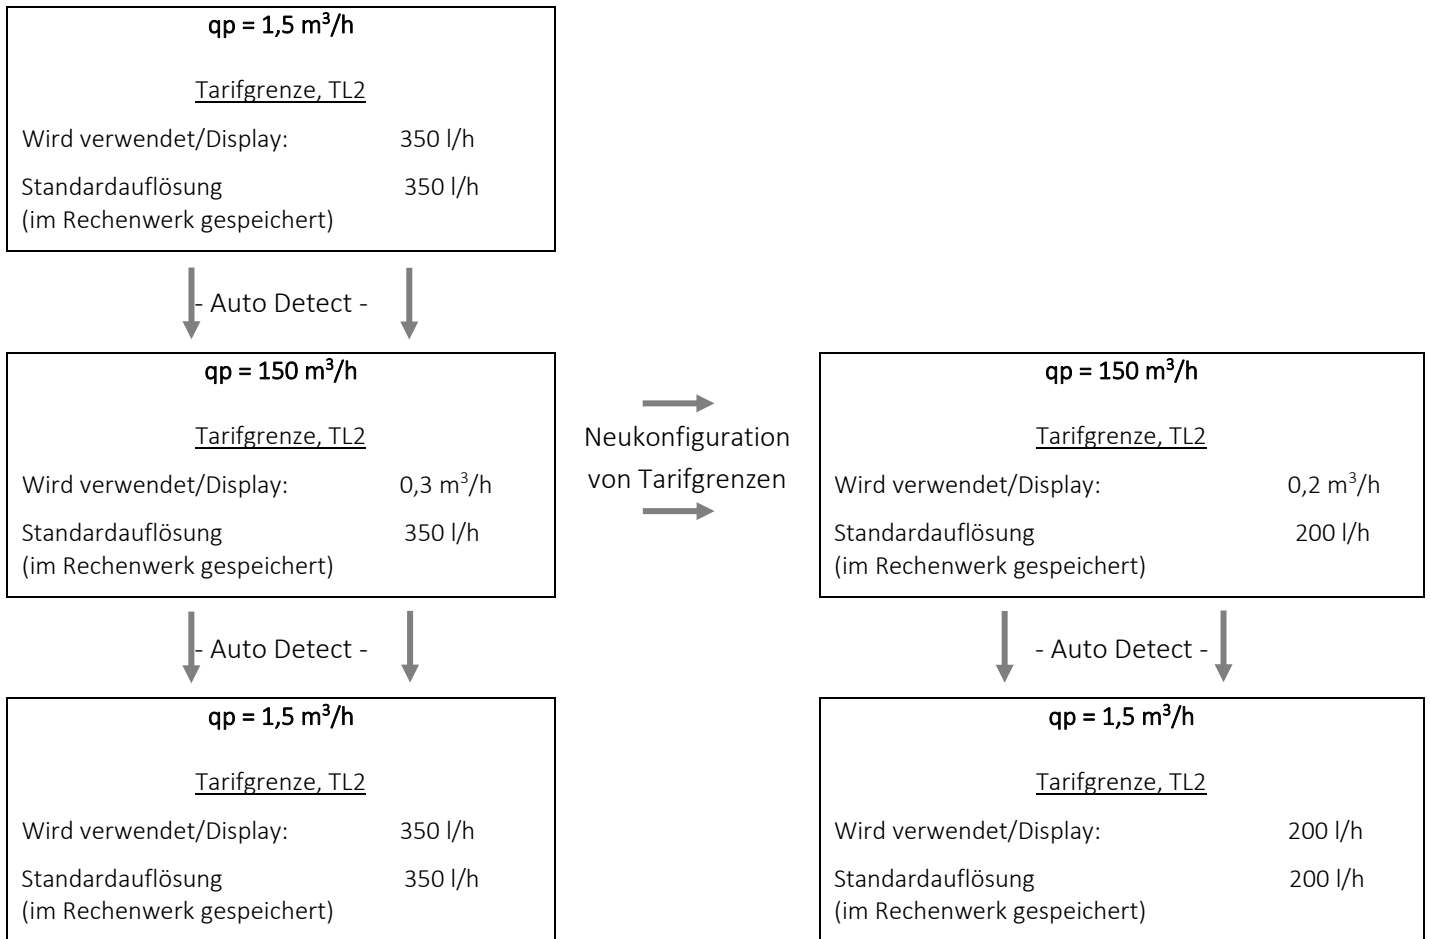 qp = 1,5 m³/h
Tarifgrenze, TL2
Wird verwendet/Display: 350 l/h
Standardauflösung 350 l/h
(im Rechenwerk gespeichert)
- Auto Detect -
qp = 150 m³/h
Tarifgrenze, TL2
Wird verwendet/Display: 0,3 m³/h
Standardauflösung 350 l/h
(im Rechenwerk gespeichert)
Neukonfiguration
von Tarifgrenzen
qp = 150 m³/h
Tarifgrenze, TL2
Wird verwendet/Display: 0,2 m³/h
Standardauflösung 200 l/h
(im Rechenwerk gespeichert)
- Auto Detect -
- Auto Detect -
qp = 1,5 m³/h
Tarifgrenze, TL2
Wird verwendet/Display: 350 l/h
Standardauflösung 350 l/h
(im Rechenwerk gespeichert)
qp = 1,5 m³/h
Tarifgrenze, TL2
Wird verwendet/Display: 200 l/h
Standardauflösung 200 l/h
(im Rechenwerk gespeichert)